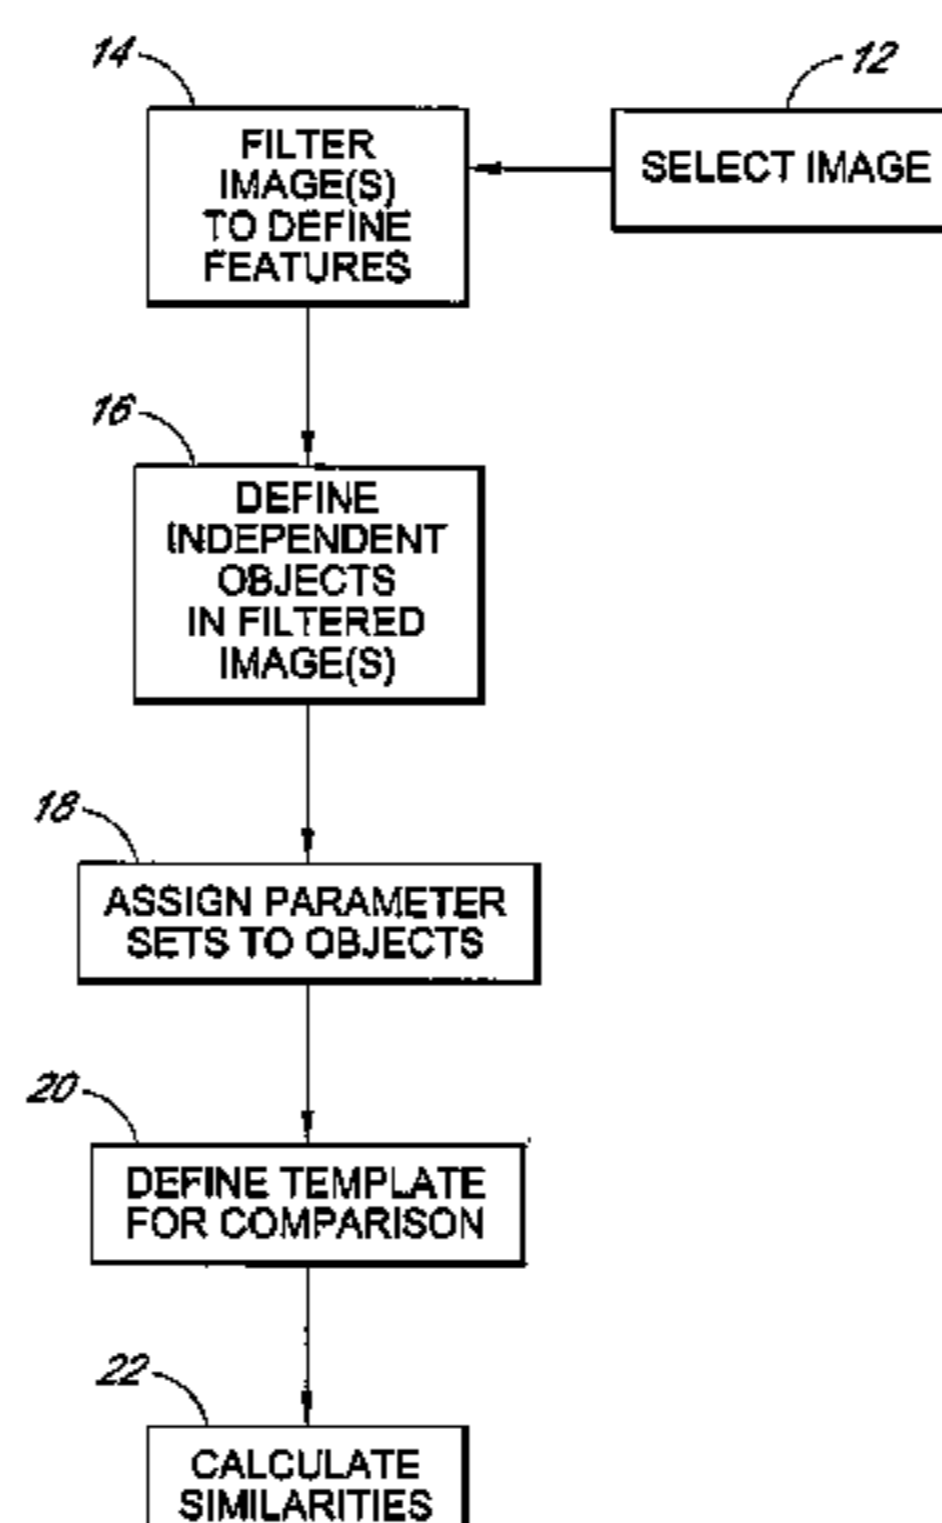 12
SELECT IMAGE
14
FILTER
IMAGE(S)
TO DEFINE
FEATURES
16
DEFINE
INDEPENDENT
OBJECTS
IN FILTERED
IMAGE(S)
18
ASSIGN PARAMETER
SETS TO OBJECTS
20
DEFINE TEMPLATE
FOR COMPARISON
22
CALCULATE
SIMILARITIES